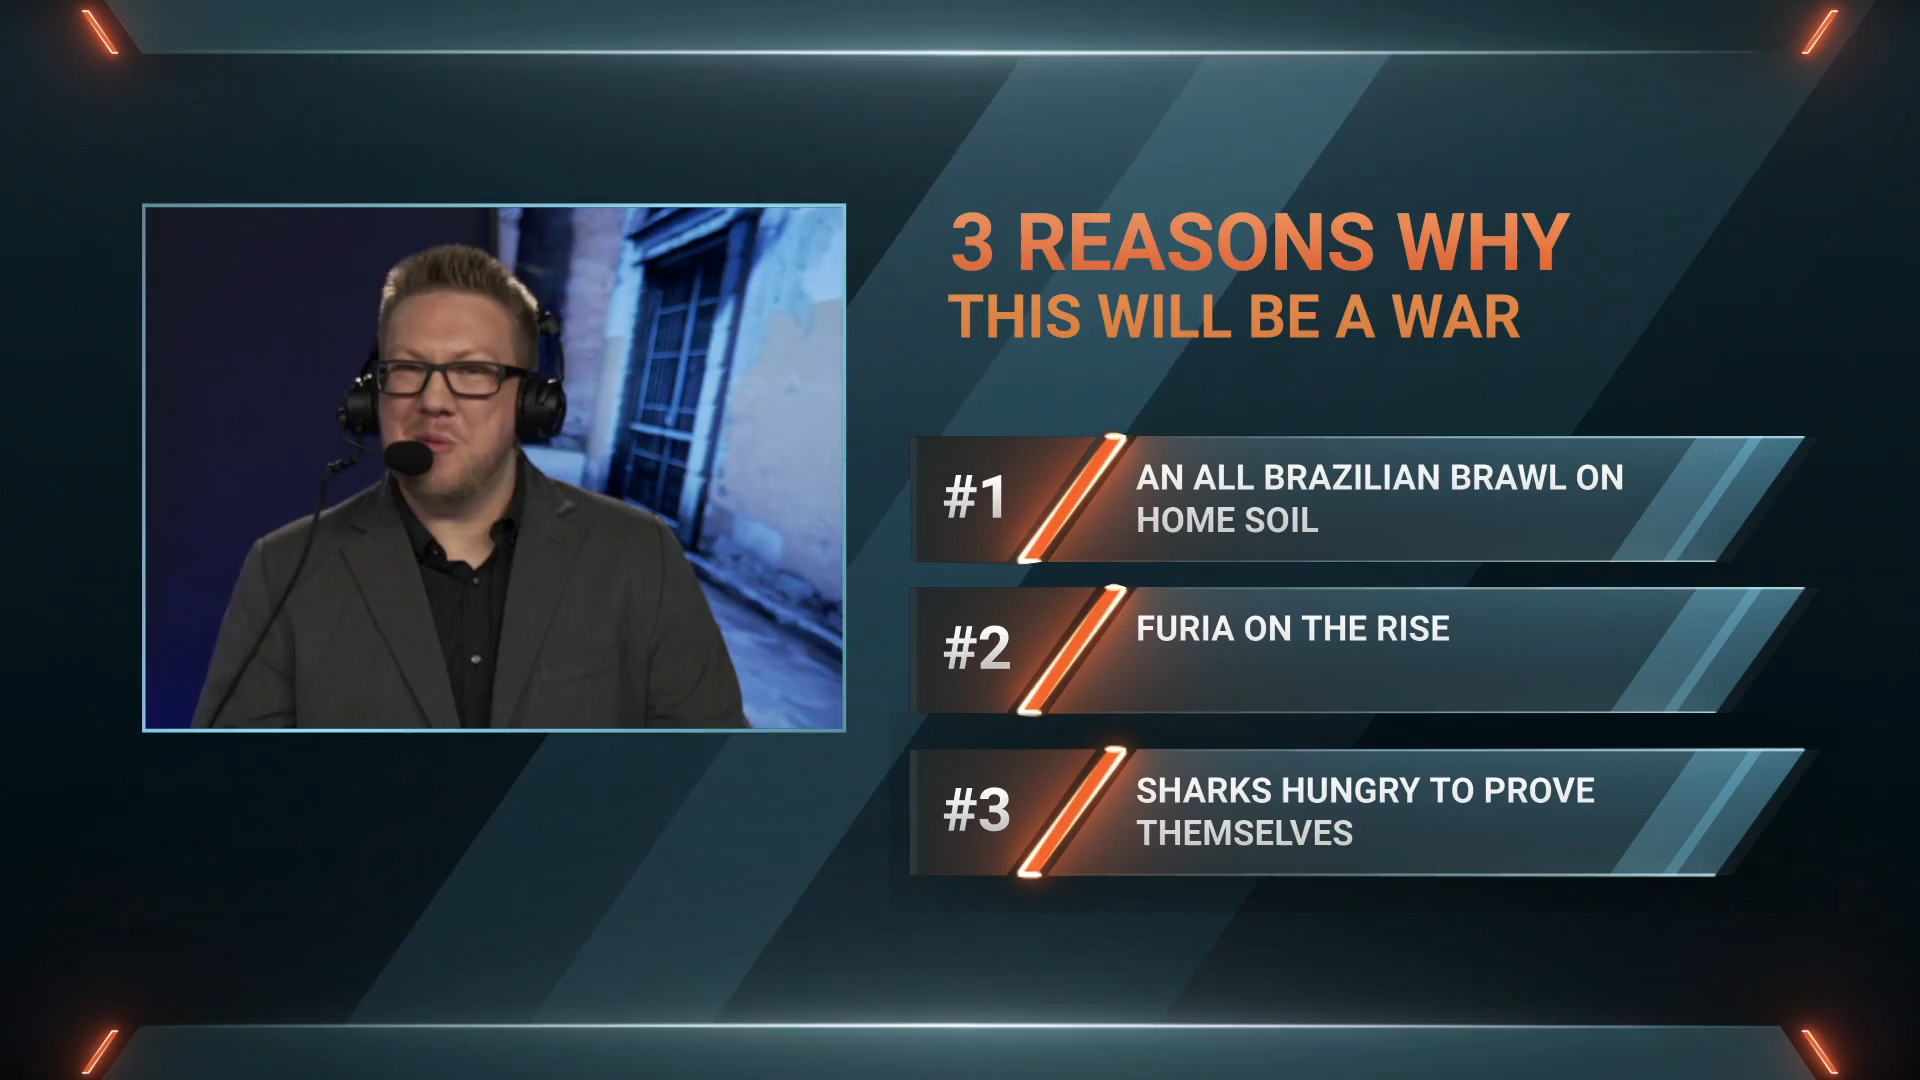 3 REASONS WHY
THIS WILL BE A WAR
#1
AN ALL BRAZILIAN BRAWL ON
HOME SOIL
#2
FURIA ON THE RISE
#3
SHARKS HUNGRY TO PROVE
THEMSELVES